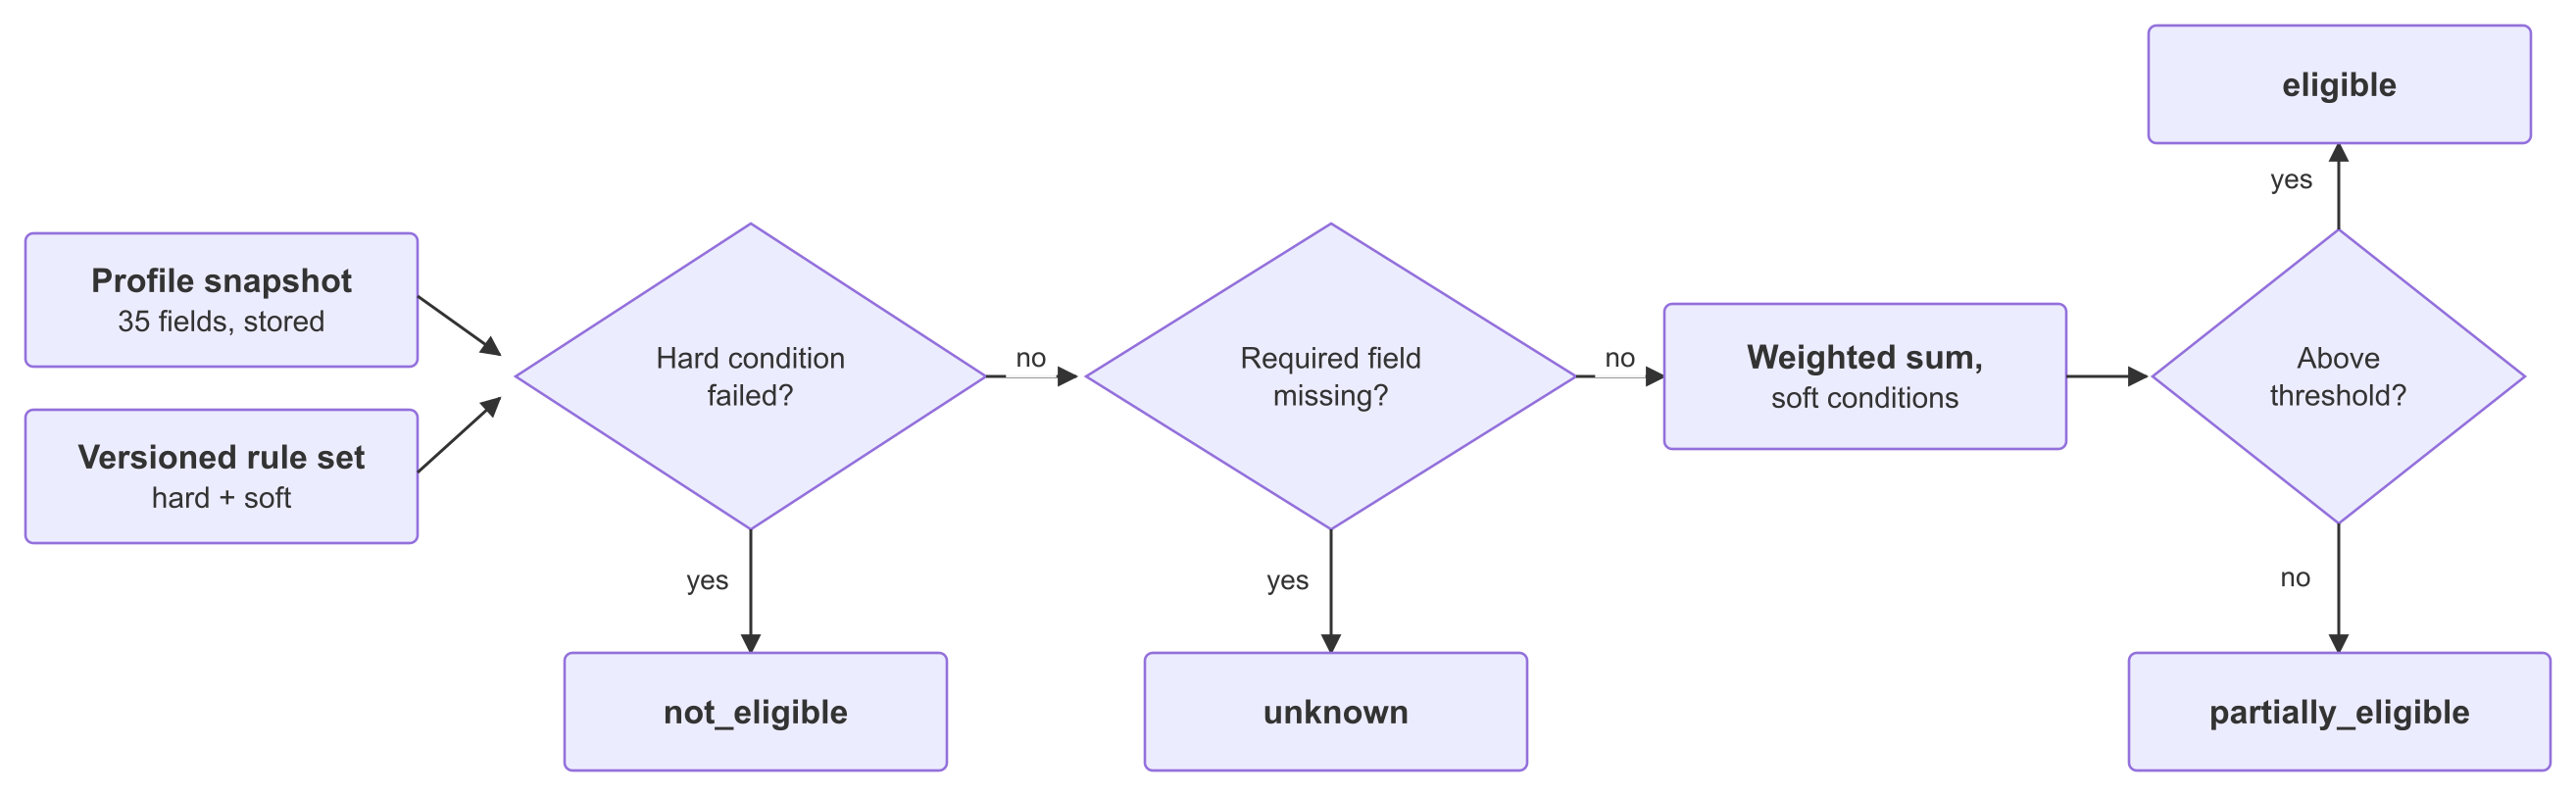 Profile snapshot
35 fields, stored
Versioned rule set
hard + soft
Hard condition
failed?
no
yes
not_eligible
Required field
missing?
no
yes
unknown
Weighted sum,
soft conditions
Above
threshold?
yes
eligible
no
partially_eligible